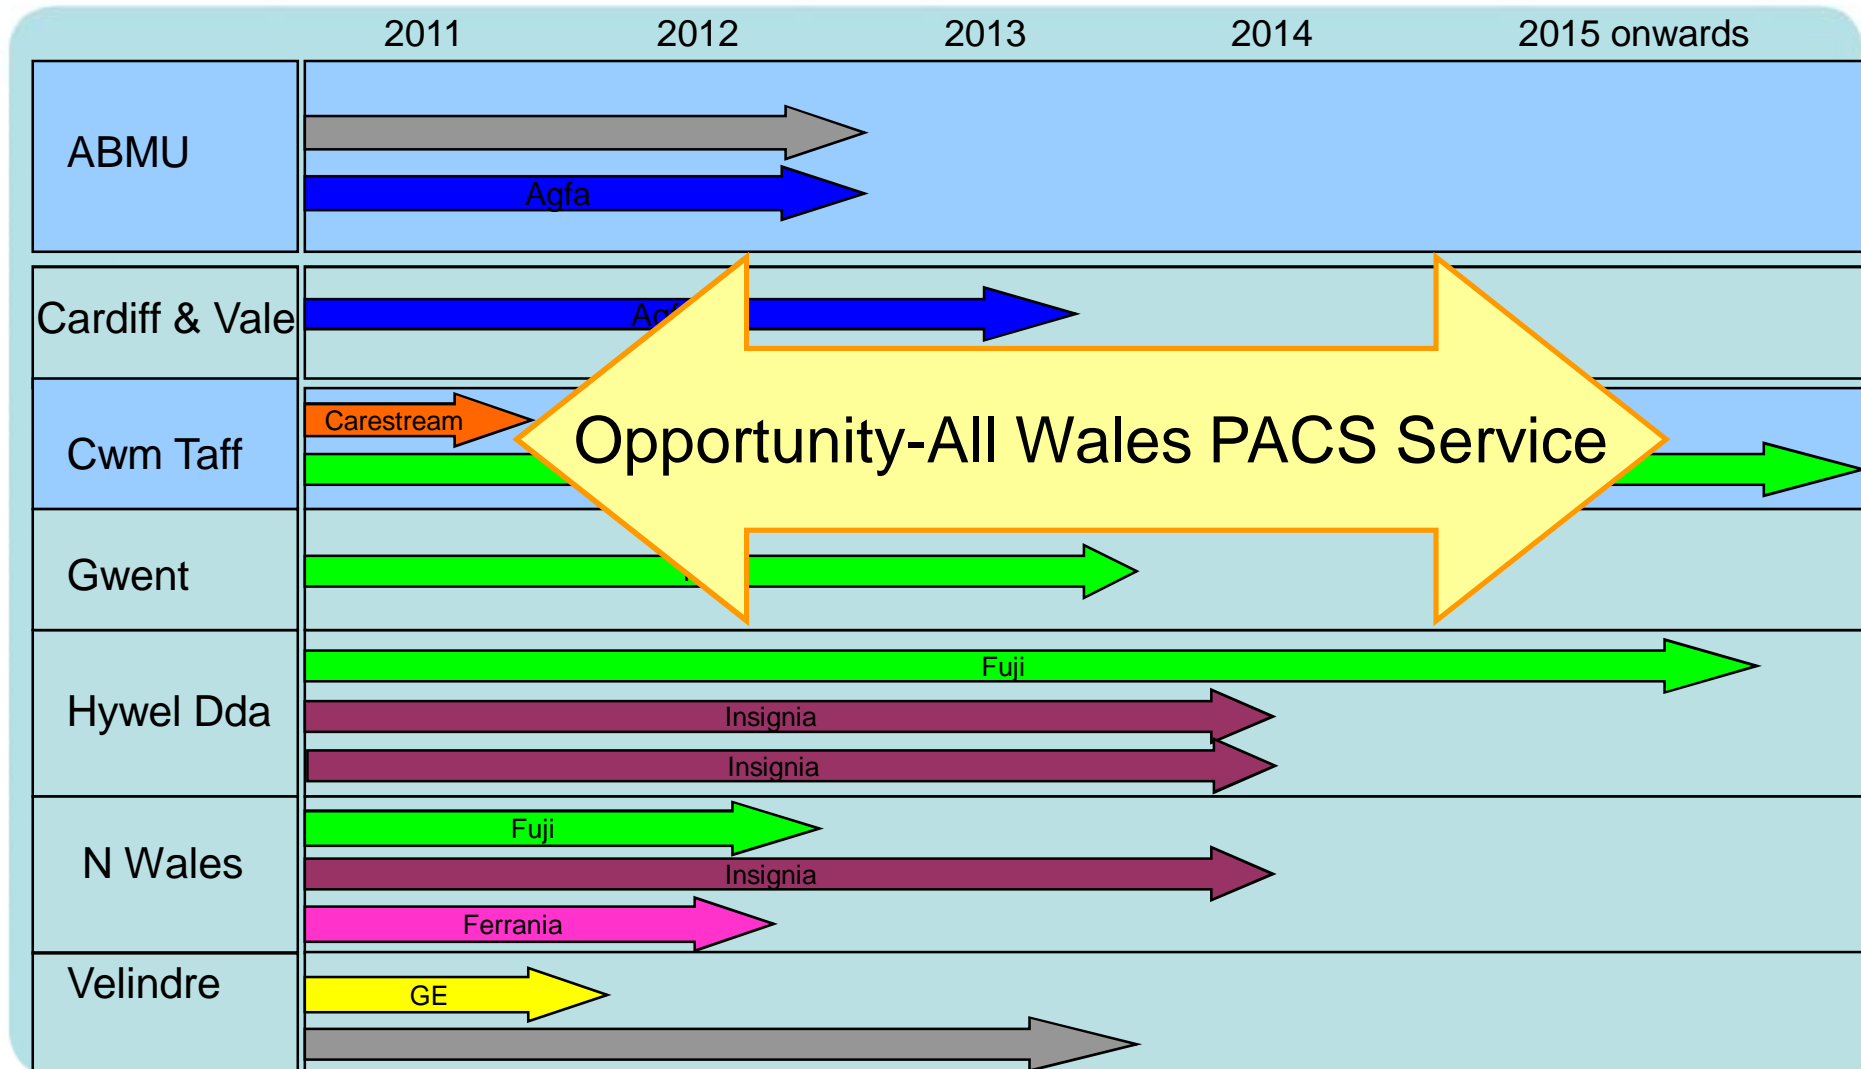 2011 2012 2013 2014 2015 onwards
ABMU
Agfa
Cardiff & Vale
Carestream
Cwm Taff
Opportunity-All Wales PACS Service
Gwent
Fuji
Hywel Dda
Insignia
Insignia
Fuji
N Wales
Insignia
Ferrania
Velindre
GE